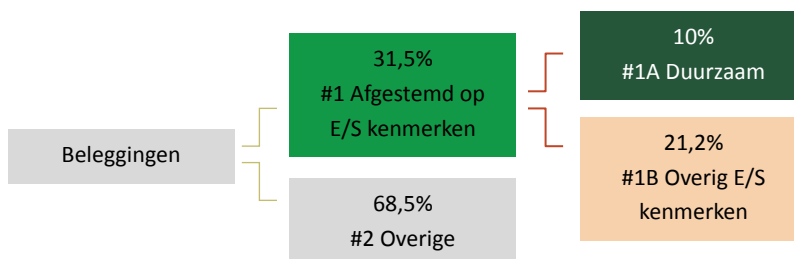 Beleggingen
31,5%
#1 Afgestemd op
E/S kenmerken
68,5%
#2 Overige
10%
#1A Duurzaam
21,2%
#1B Overig E/S
kenmerken